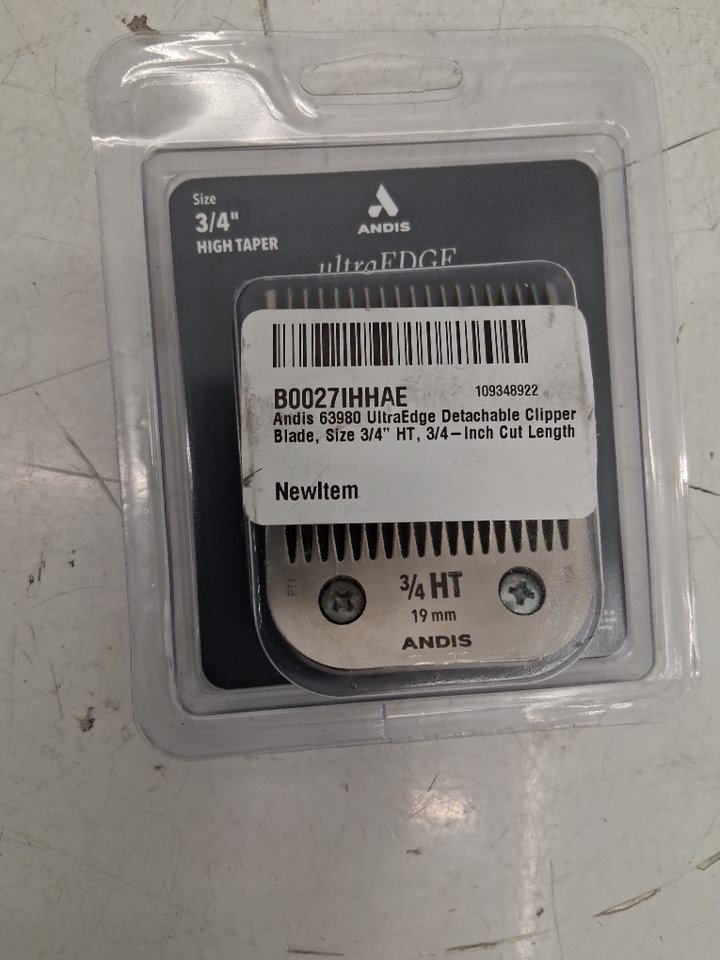 Size
3/4"
HIGH TAPER
ANDIS
ultraEDGE
B0027IHHAE
109348922
Andis 63980 UltraEdge Detachable Clipper
Blade, Size 3/4" HT, 3/4-Inch Cut Length
NewItem
3/4 HT
19 mm
ANDIS